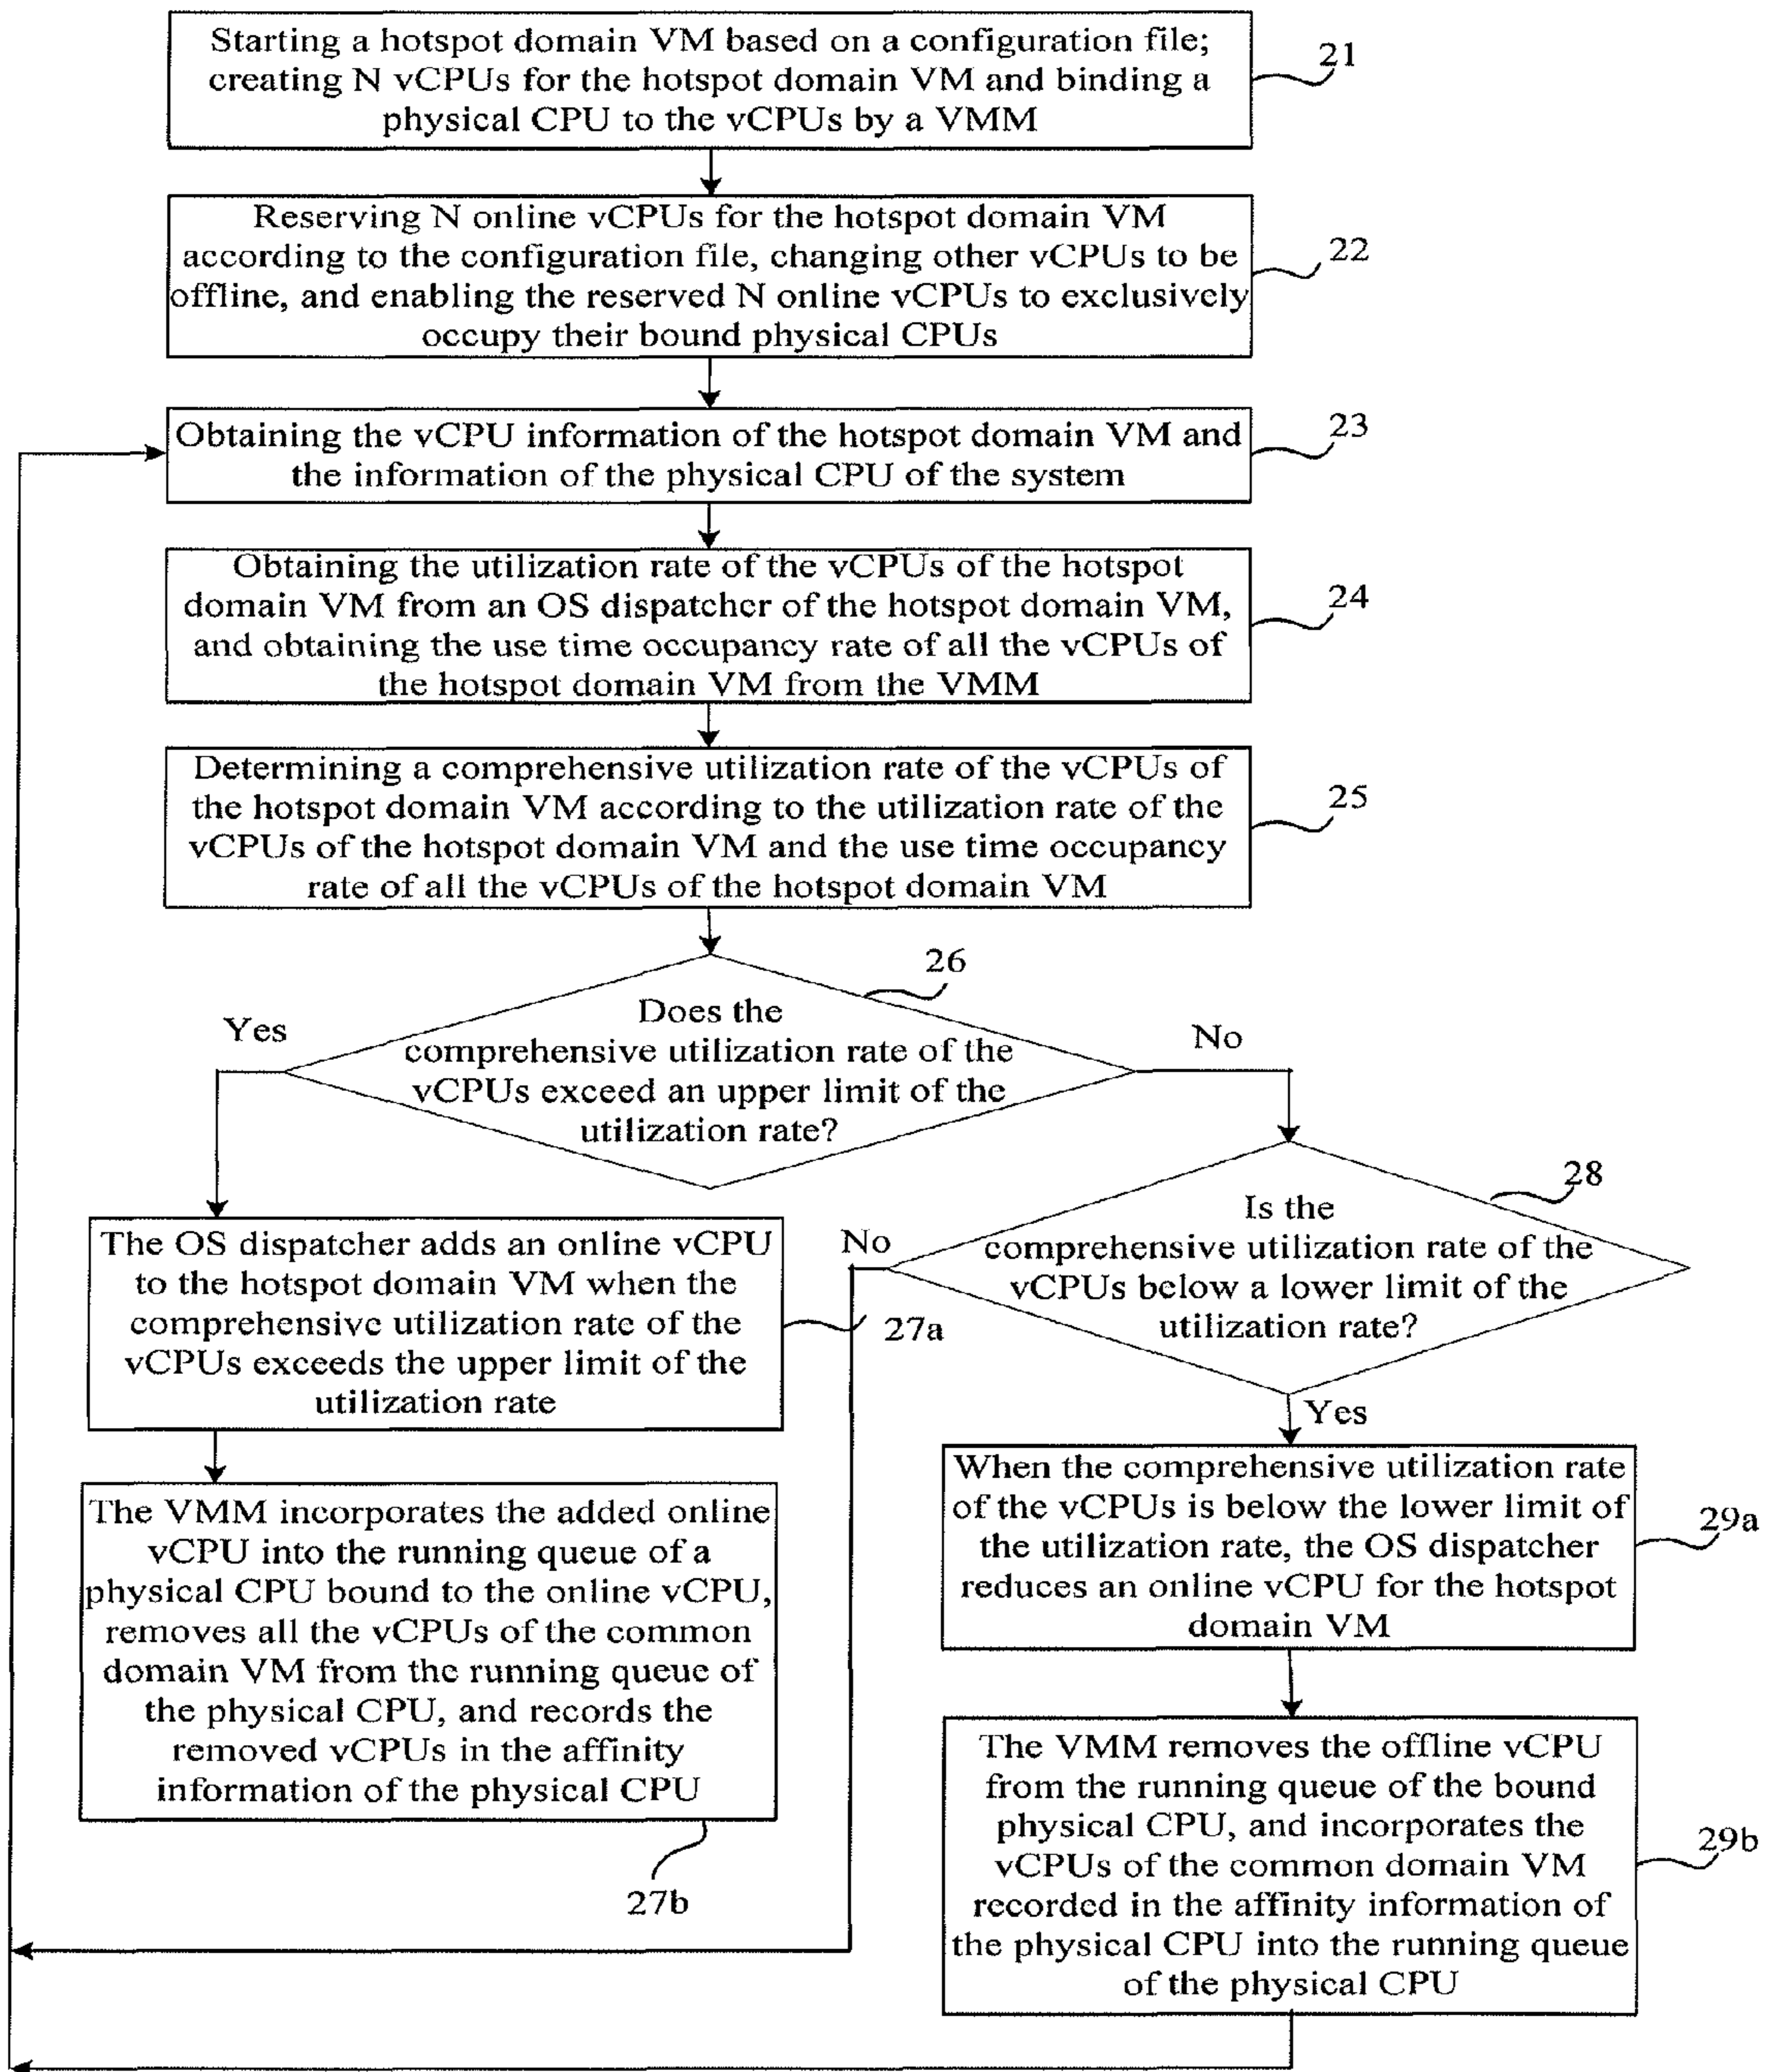 Starting a hotspot domain VM based on a configuration file;
creating N vCPUs for the hotspot domain VM and binding a
physical CPU to the vCPUs by a VMM
21
Reserving N online vCPUs for the hotspot domain VM
according to the configuration file, changing other vCPUs to be
offline, and enabling the reserved N online vCPUs to exclusively
occupy their bound physical CPUs
22
Obtaining the vCPU information of the hotspot domain VM and
the information of the physical CPU of the system
23
Obtaining the utilization rate of the vCPUs of the hotspot
domain VM from an OS dispatcher of the hotspot domain VM,
and obtaining the use time occupancy rate of all the vCPUs of
the hotspot domain VM from the VMM
24
Determining a comprehensive utilization rate of the vCPUs of
the hotspot domain VM according to the utilization rate of the
vCPUs of the hotspot domain VM and the use time occupancy
rate of all the vCPUs of the hotspot domain VM
25
26
Does the
comprehensive utilization rate of the
vCPUs exceed an upper limit of the
utilization rate?
Yes
No
28
Is the
comprehensive utilization rate of the
vCPUs below a lower limit of the
utilization rate?
No
Yes
The OS dispatcher adds an online vCPU
to the hotspot domain VM when the
comprehensive utilization rate of the
vCPUs exceeds the upper limit of the
utilization rate
27a
The VMM incorporates the added online
vCPU into the running queue of a
physical CPU bound to the online vCPU,
removes all the vCPUs of the common
domain VM from the running queue of
the physical CPU, and records the
removed vCPUs in the affinity
information of the physical CPU
27b
When the comprehensive utilization rate
of the vCPUs is below the lower limit of
the utilization rate, the OS dispatcher
reduces an online vCPU for the hotspot
domain VM
29a
The VMM removes the offline vCPU
from the running queue of the bound
physical CPU, and incorporates the
vCPUs of the common domain VM
recorded in the affinity information of
the physical CPU into the running queue
of the physical CPU
29b